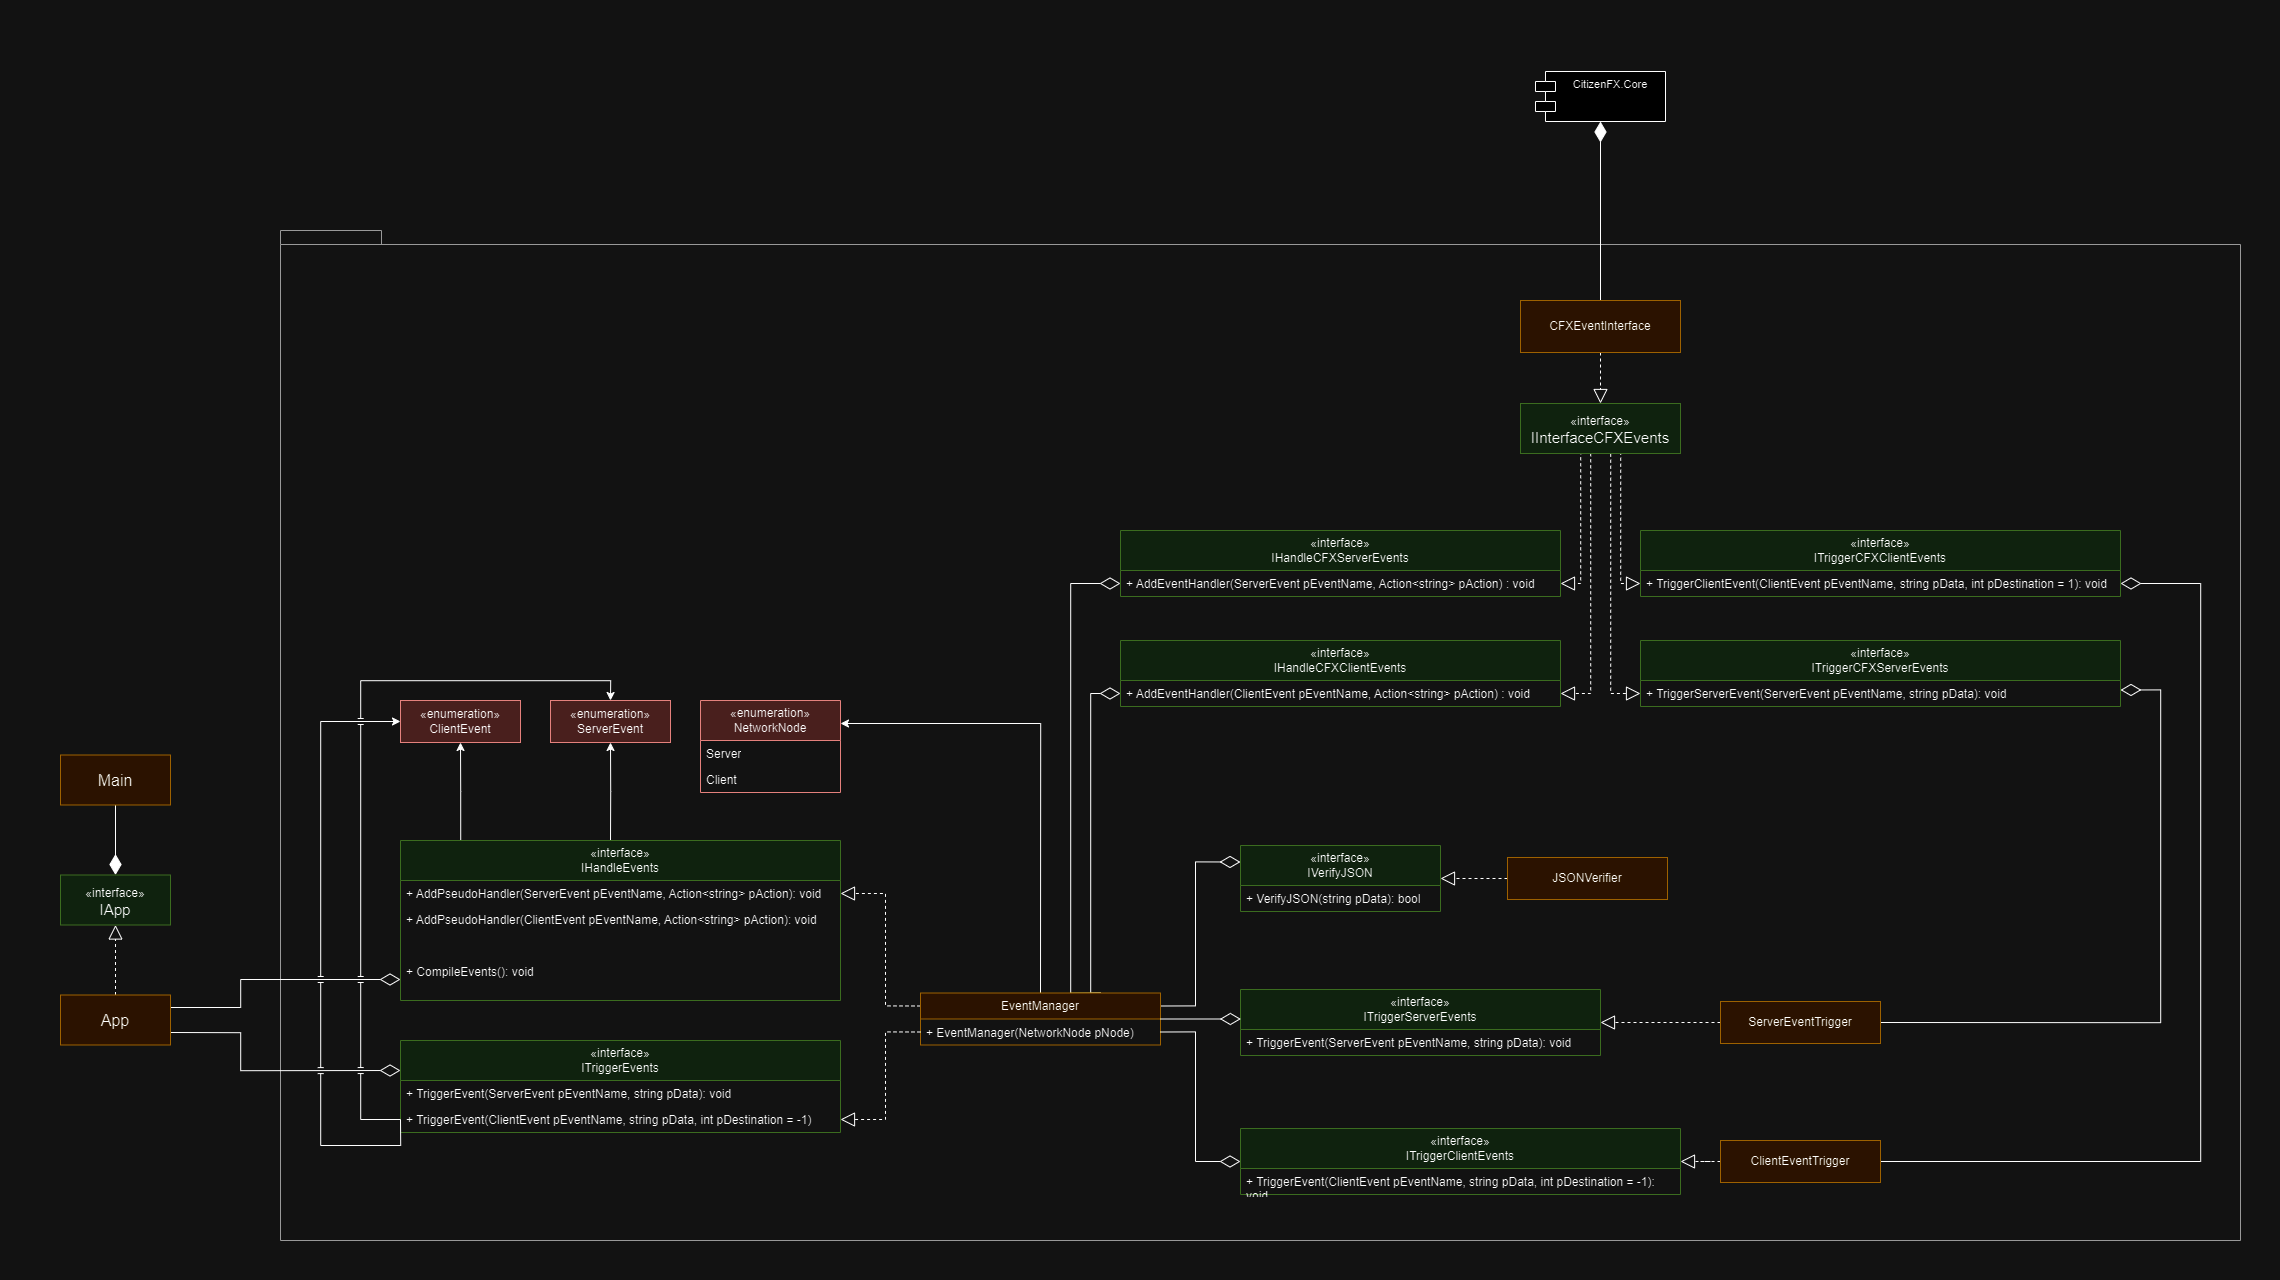 CitizenFX.Core
CFXEventInterface
«interface»
IInterfaceCFXEvents
«interface»
IHandleCFXServerEvents
+ AddEventHandler(ServerEvent pEventName, Action<string> pAction) : void
«interface»
ITriggerCFXClientEvents
+ TriggerClientEvent(ClientEvent pEventName, string pData, int pDestination = 1): void
«interface»
IHandleCFXClientEvents
+ AddEventHandler(ClientEvent pEventName, Action<string> pAction) : void
«interface»
ITriggerCFXServerEvents
+ TriggerServerEvent(ServerEvent pEventName, string pData): void
«enumeration»
ClientEvent
«enumeration»
ServerEvent
«enumeration»
NetworkNode
Server
Client
Main
«interface»
IApp
App
«interface»
IHandleEvents
+ AddPseudoHandler(ServerEvent pEventName, Action<string> pAction): void
+ AddPseudoHandler(ClientEvent pEventName, Action<string> pAction): void
+ CompileEvents(): void
«interface»
ITriggerEvents
+ TriggerEvent(ServerEvent pEventName, string pData): void
+ TriggerEvent(ClientEvent pEventName, string pData, int pDestination = -1)
EventManager
+ EventManager(NetworkNode pNode)
«interface»
IVerifyJSON
+ VerifyJSON(string pData): bool
JSONVerifier
«interface»
ITriggerServerEvents
+ TriggerEvent(ServerEvent pEventName, string pData): void
ServerEventTrigger
«interface»
ITriggerClientEvents
+ TriggerEvent(ClientEvent pEventName, string pData, int pDestination = -1):
void
ClientEventTrigger